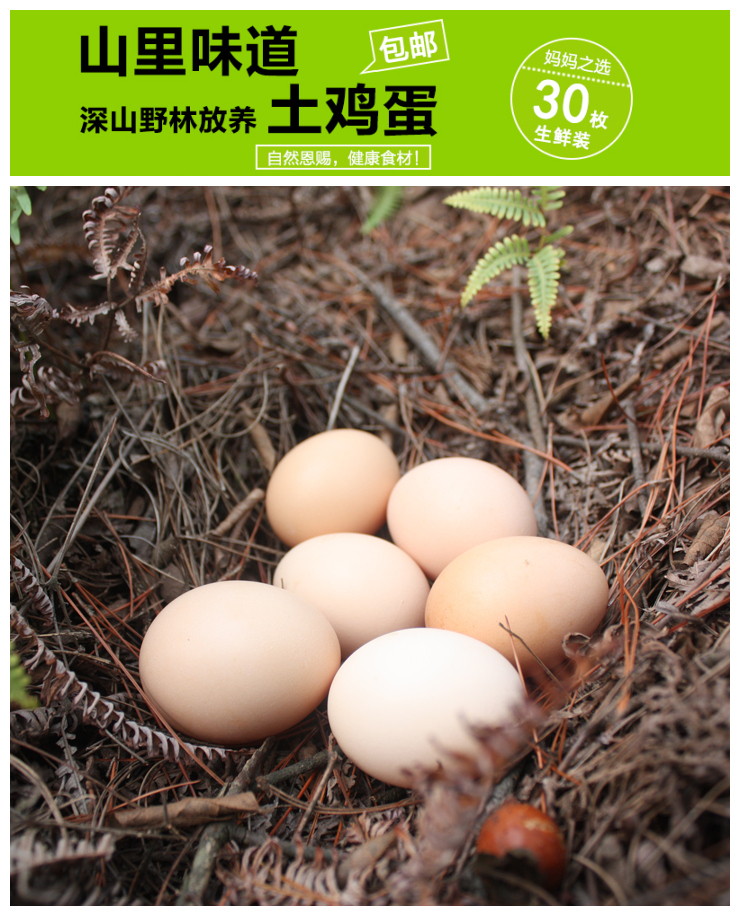 山里味道
包邮
深山野林放养 土鸡蛋
自然恩赐，健康食材！
妈妈之选
30枚
生鲜装